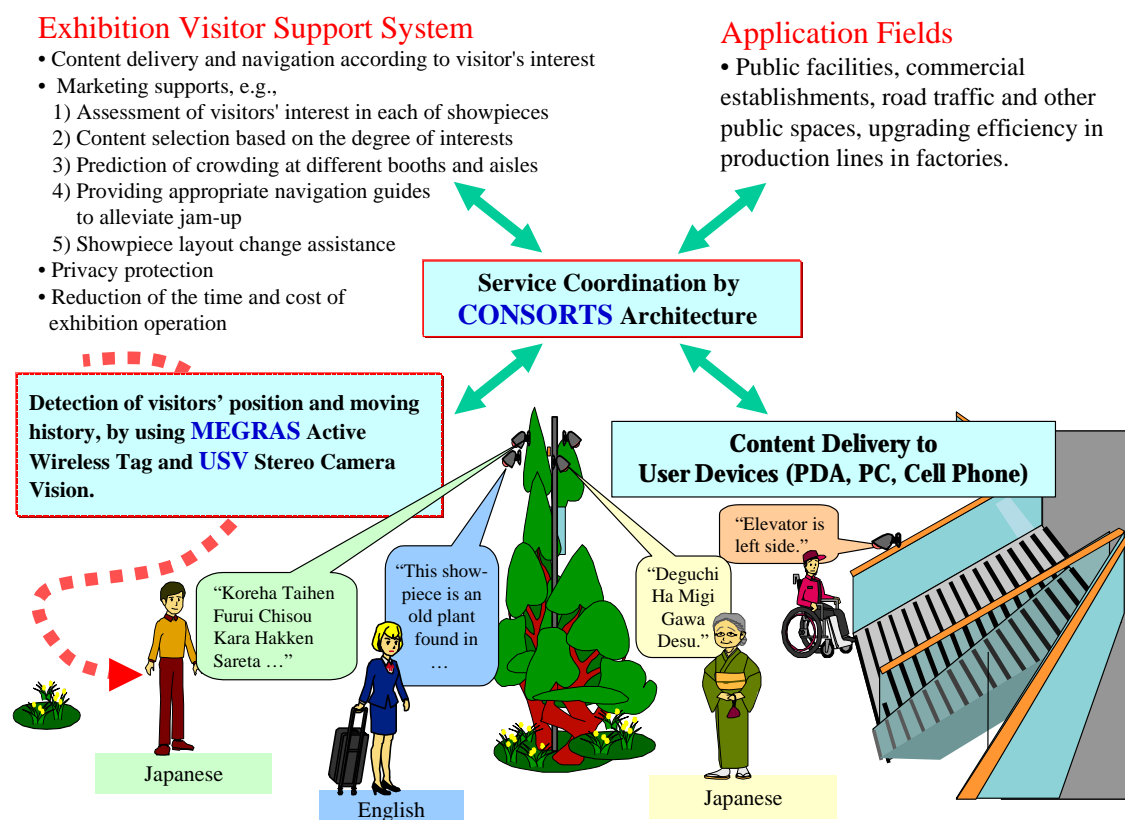 Exhibition Visitor Support System
• Content delivery and navigation according to visitor's interest
• Marketing supports, e.g.,
1) Assessment of visitors' interest in each of showpieces
2) Content selection based on the degree of interests
3) Prediction of crowding at different booths and aisles
4) Providing appropriate navigation guides
to alleviate jam-up
5) Showpiece layout change assistance
• Privacy protection
• Reduction of the time and cost of
exhibition operation
Application Fields
• Public facilities, commercial
establishments, road traffic and other
public spaces, upgrading efficiency in
production lines in factories.
Service Coordination by
CONSORTS Architecture
Detection of visitors’ position and moving
history, by using MEGRAS Active
Wireless Tag and USV Stereo Camera
Vision.
Content Delivery to
User Devices (PDA, PC, Cell Phone)
“Koreha Taihen
Furui Chisou
Kara Hakken
Sareta …”
“This show-
piece is an
old plant
found in
…
“Deguchi
Ha Migi
Gawa
Desu.”
“Elevator is
left side.”
Japanese
English
Japanese